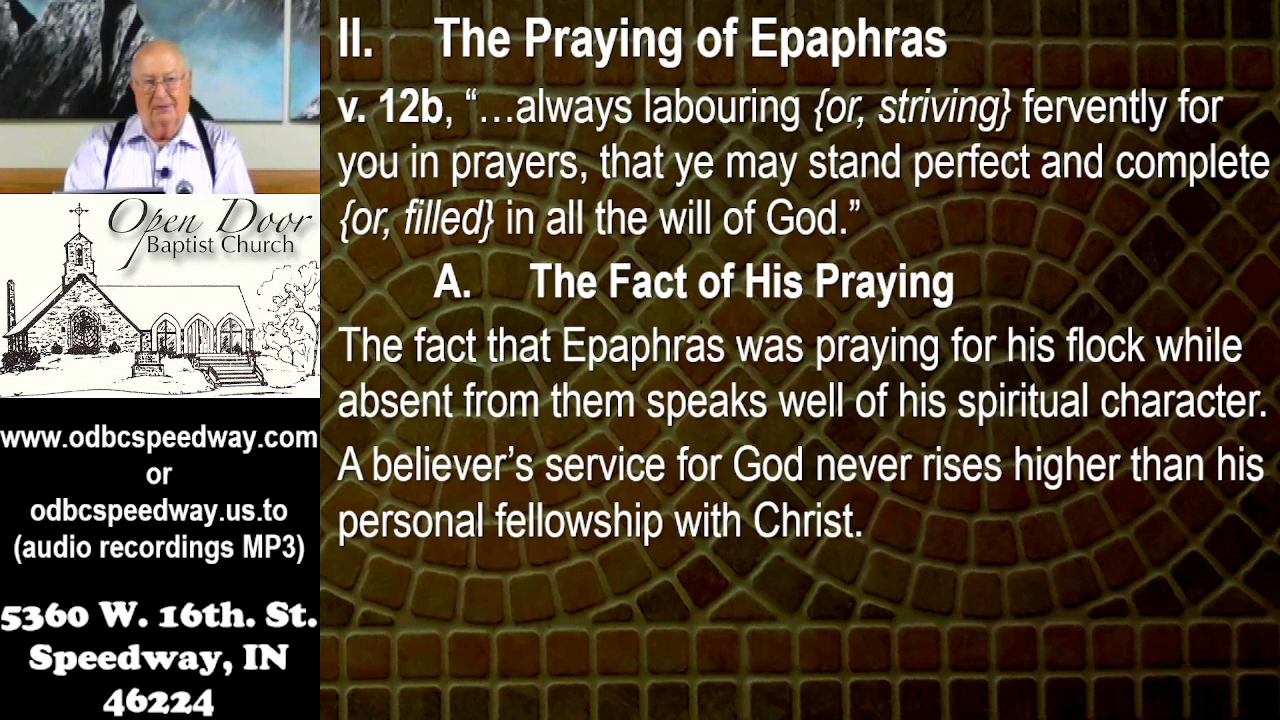 Open Door
Baptist Church
www.odbcspeedway.com
or
odbcspeedway.us.to
(audio recordings MP3)
5360 W. 16th. St.
Speedway, IN
46224
II. The Praying of Epaphras
v. 12b, “…always labouring {or, striving} fervently for
you in prayers, that ye may stand perfect and complete
{or, filled} in all the will of God.”
A. The Fact of His Praying
The fact that Epaphras was praying for his flock while
absent from them speaks well of his spiritual character.
A believer’s service for God never rises higher than his
personal fellowship with Christ.